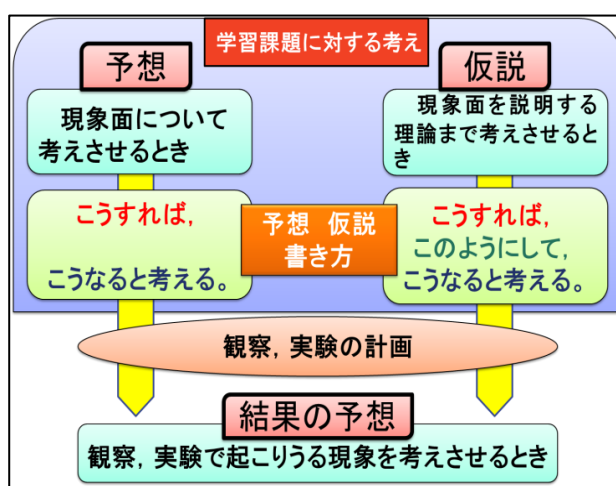 学習課題に対する考え
予想
現象面について
考えさせるとき
こうすれば,
こうなると考える。
仮説
現象面を説明する
理論まで考えさせると
き
こうすれば,
このようにして,
こうなると考える。
予想 仮説
書き方
観察, 実験の計画
結果の予想
観察, 実験で起こりうる現象を考えさせるとき